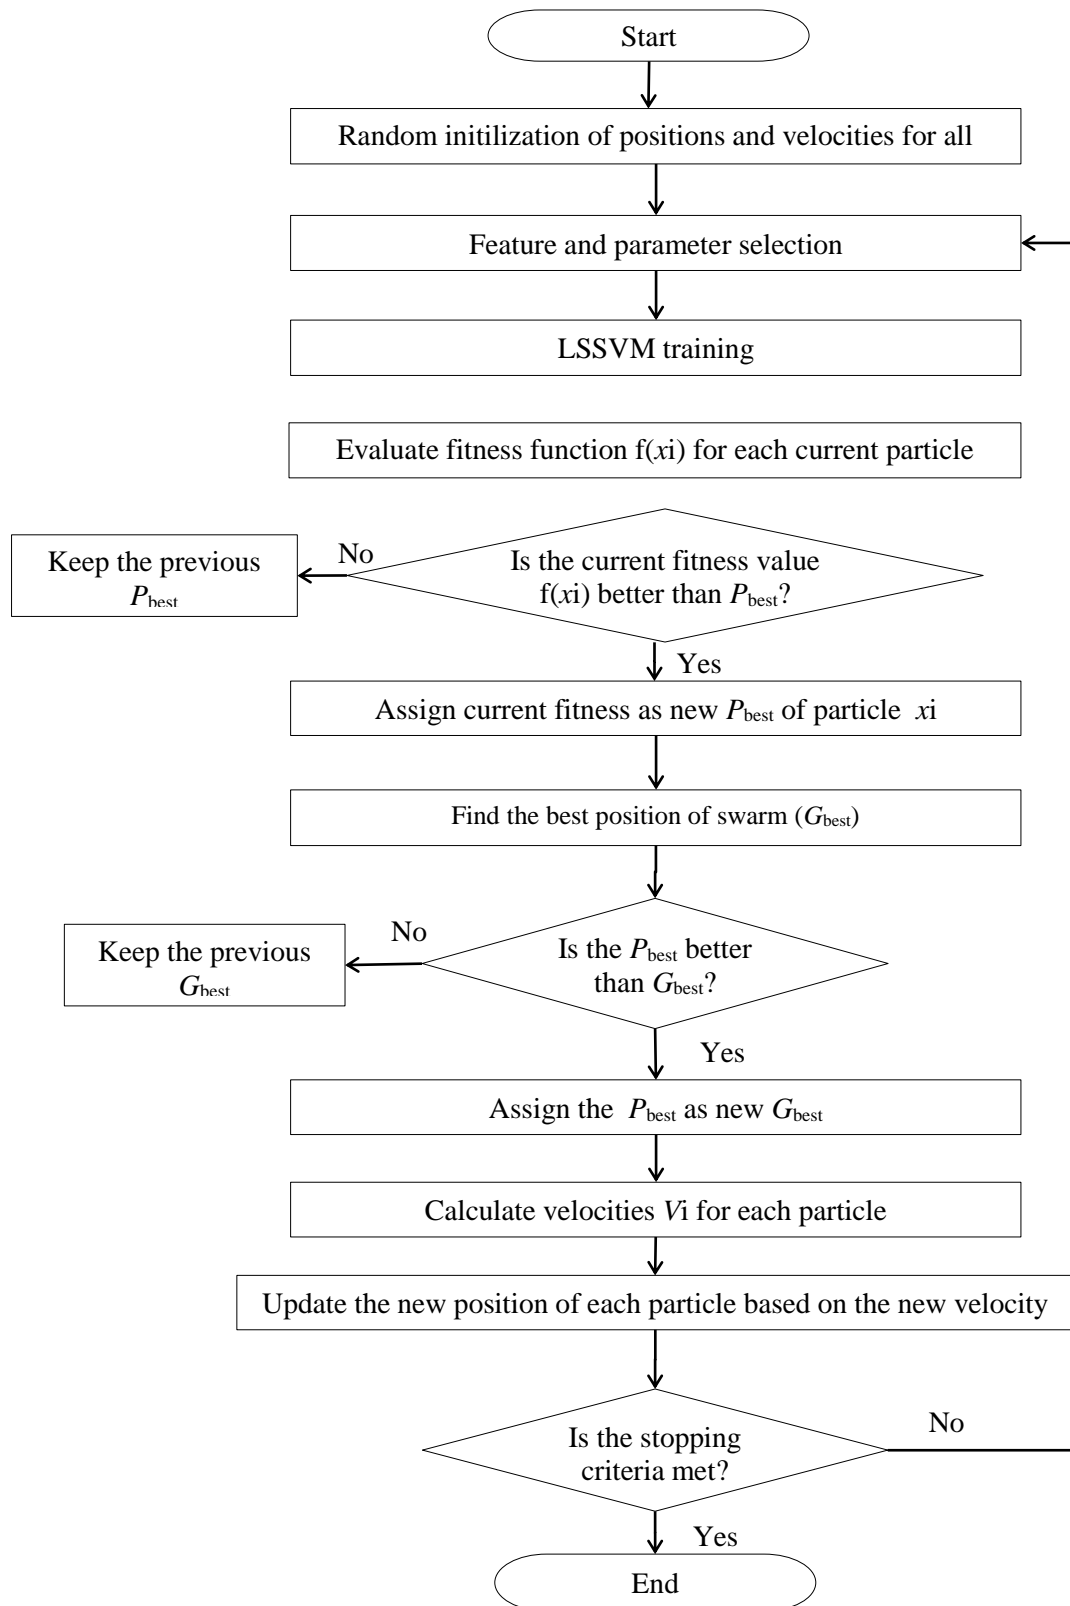 Start
Random initilization of positions and velocities for all
Feature and parameter selection
LSSVM training
Evaluate fitness function f(xi) for each current particle
No
Keep the previous
Pbest
Is the current fitness value
f(xi) better than Pbest?
Yes
Assign current fitness as new Pbest of particle xi
Find the best position of swarm (Gbest)
No
Keep the previous
Gbest
Is the Pbest better
than Gbest?
Yes
Assign the Pbest as new Gbest
Calculate velocities Vi for each particle
Update the new position of each particle based on the new velocity
Is the stopping
criteria met?
No
Yes
End